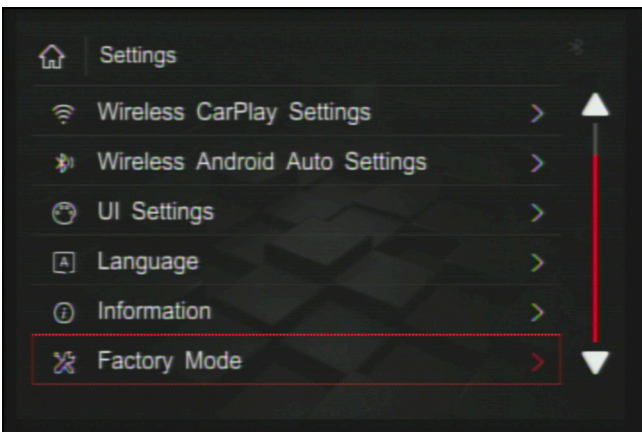 Settings
Wireless CarPlay Settings
Wireless Android Auto Settings
UI Settings
Language
Information
Factory Mode